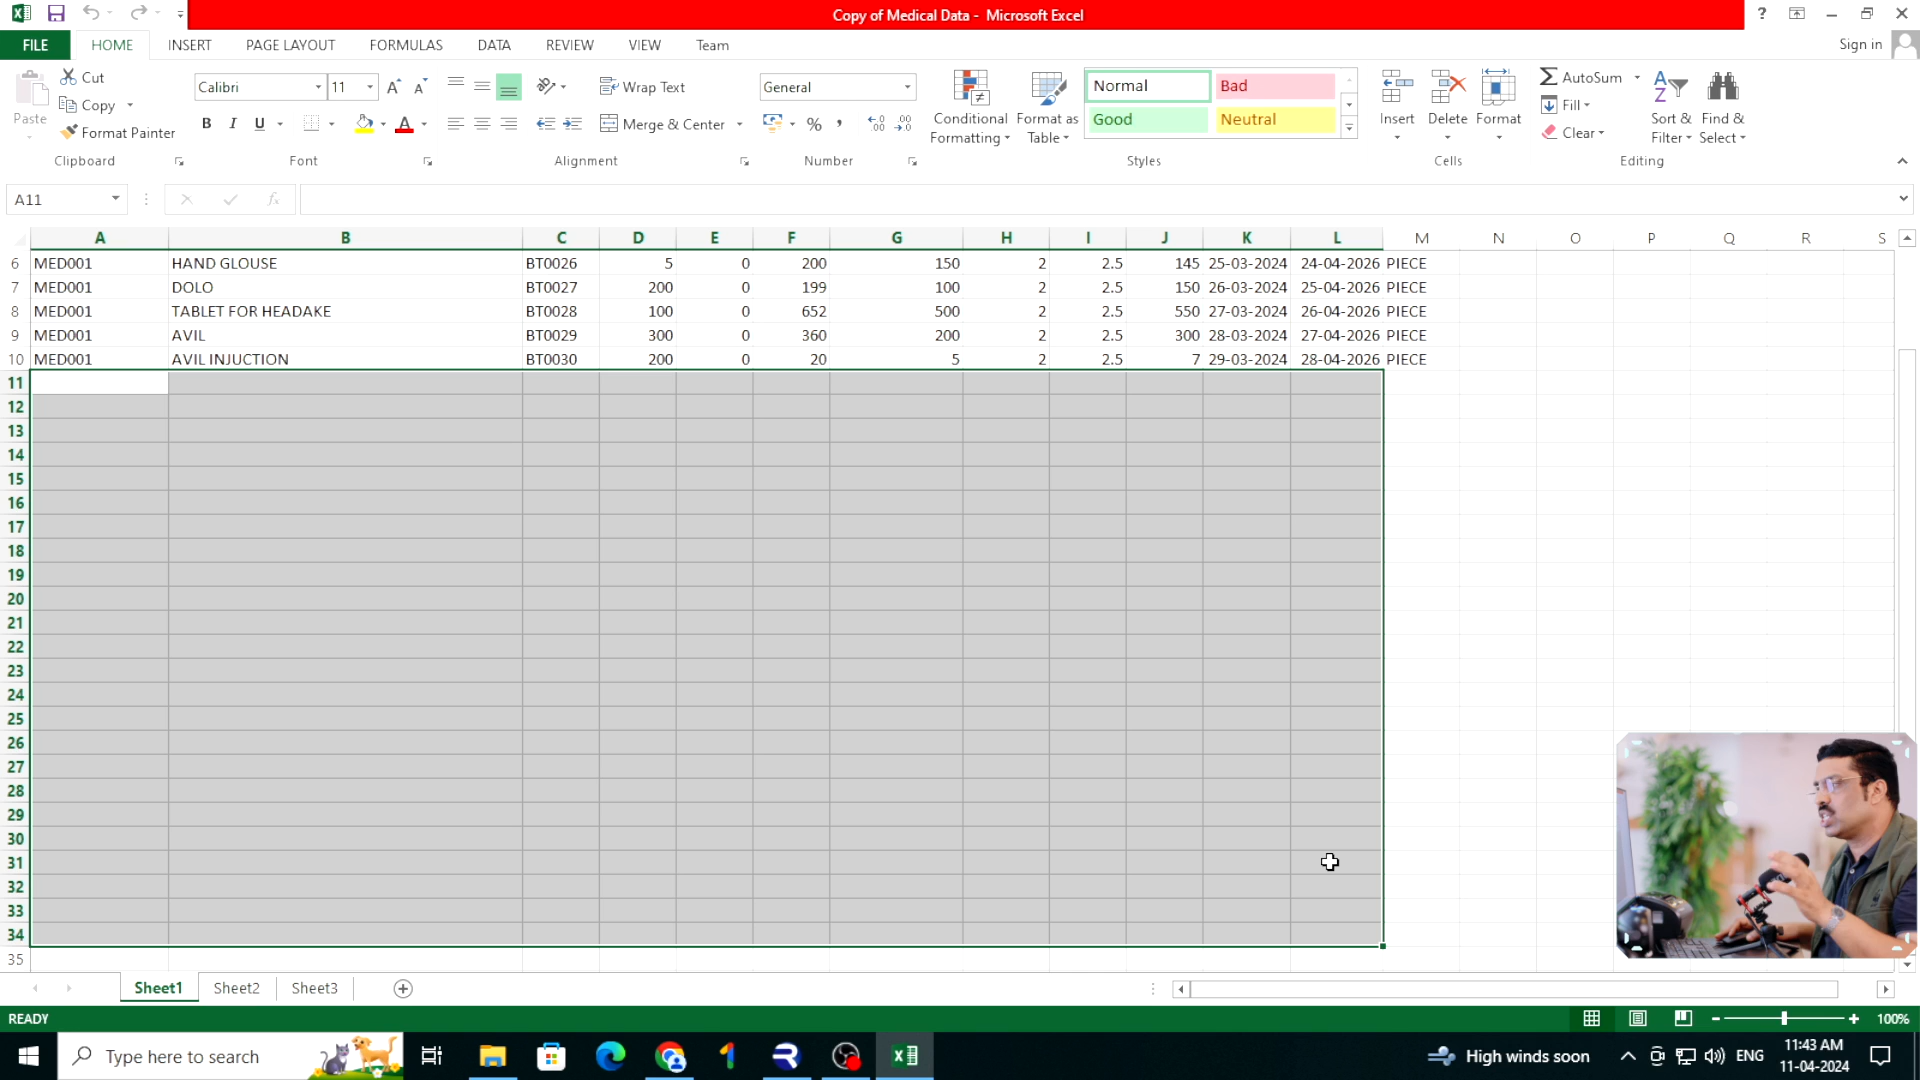 Copy of Medical Data - Microsoft Excel
?
FILE HOME INSERT PAGE LAYOUT FORMULAS DATA REVIEW VIEW Team Sign in
Paste Cut Copy Format Painter
Calibri 11 B I U
Wrap Text Merge & Center
General %
Conditional Formatting Format as Table
Normal Bad Good Neutral
Insert Delete Format
AutoSum Fill Clear Sort & Filter Find & Select
Clipboard Font Alignment Number Styles Cells Editing
A11 fx
A B C D E F G H I J K L M N O P Q R S
6 MED001 HAND GLOUSE BT0026 5 0 200 150 2 2.5 145 25-03-2024 24-04-2026 PIECE
7 MED001 DOLO BT0027 200 0 199 100 2 2.5 150 26-03-2024 25-04-2026 PIECE
8 MED001 TABLET FOR HEADAKE BT0028 100 0 652 500 2 2.5 550 27-03-2024 26-04-2026 PIECE
9 MED001 AVIL BT0029 300 0 360 200 2 2.5 300 28-03-2024 27-04-2026 PIECE
10 MED001 AVIL INJUCTION BT0030 200 0 20 5 2 2.5 7 29-03-2024 28-04-2026 PIECE
11
12
13
14
15
16
17
18
19
20
21
22
23
24
25
26
27
28
29
30
31
32
33
34
35
Sheet1 Sheet2 Sheet3
READY 100%
Type here to search High winds soon ENG 11:43 AM
11-04-2024